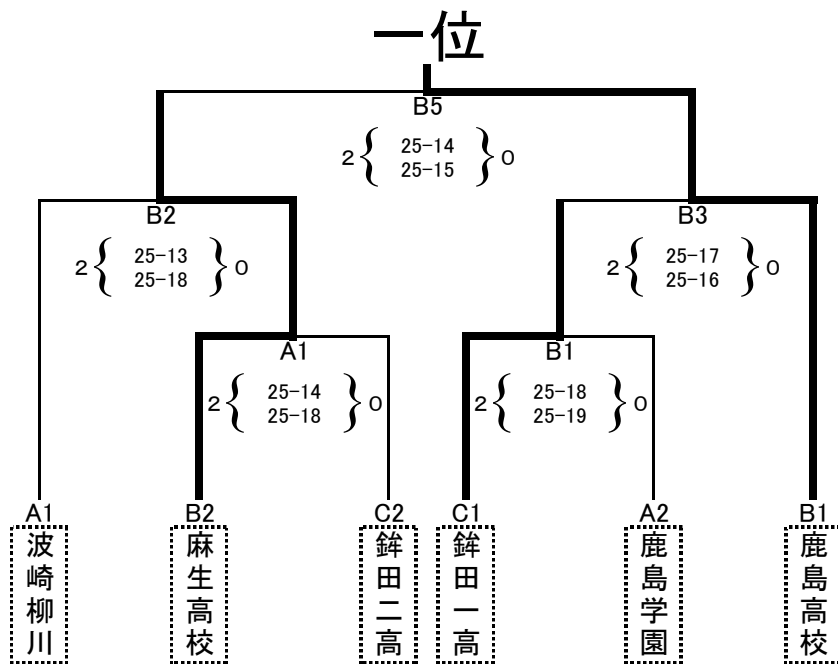 一位
B5
2 { 25-14 } 0
25-15
B2
2 { 25-13 } 0
25-18
B3
2 { 25-17 } 0
25-16
A1
2 { 25-14 } 0
25-18
B1
2 { 25-18 } 0
25-19
A1
波崎柳川
B2
麻生高校
C2
鉾田二高
C1
鉾田一高
A2
鹿島学園
B1
鹿島高校